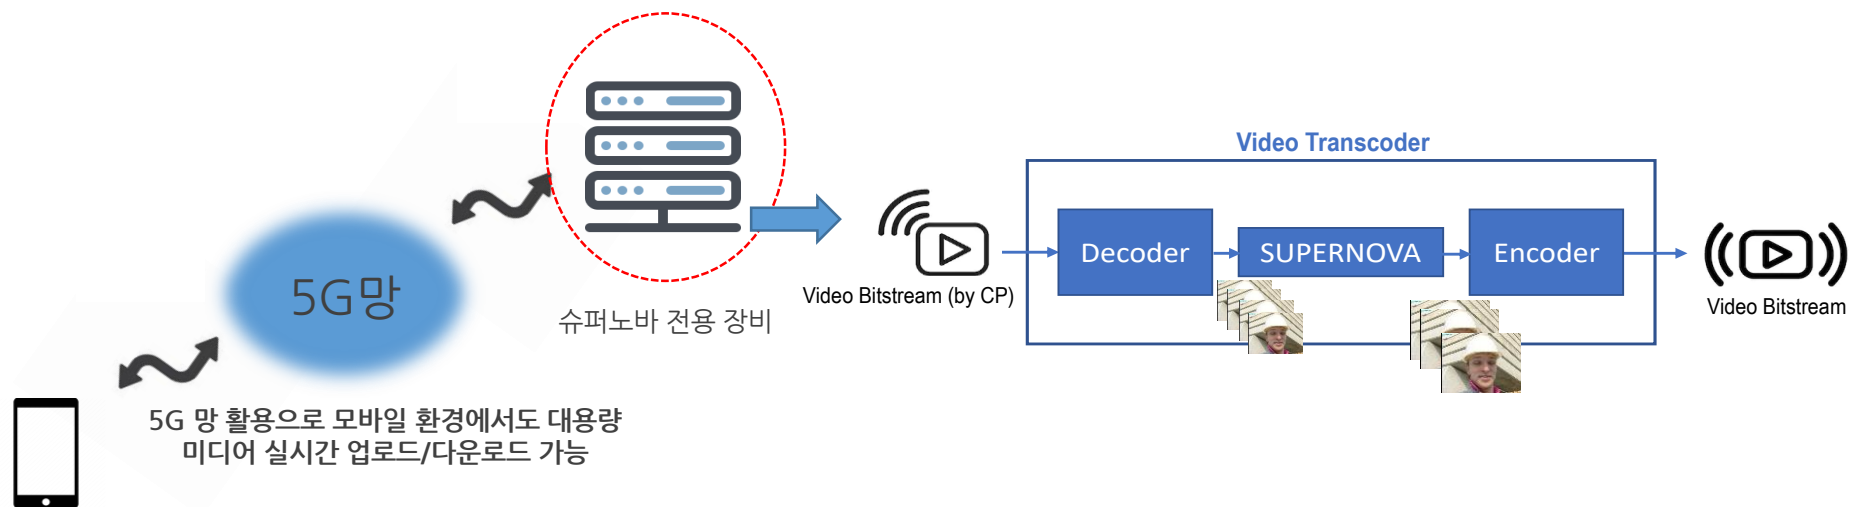 5G망
5G 망 활용으로 모바일 환경에서도 대용량
미디어 실시간 업로드/다운로드 가능
슈퍼노바 전용 장비
Video Bitstream (by CP)
Video Transcoder
Decoder
SUPERNOVA
Encoder
Video Bitstream